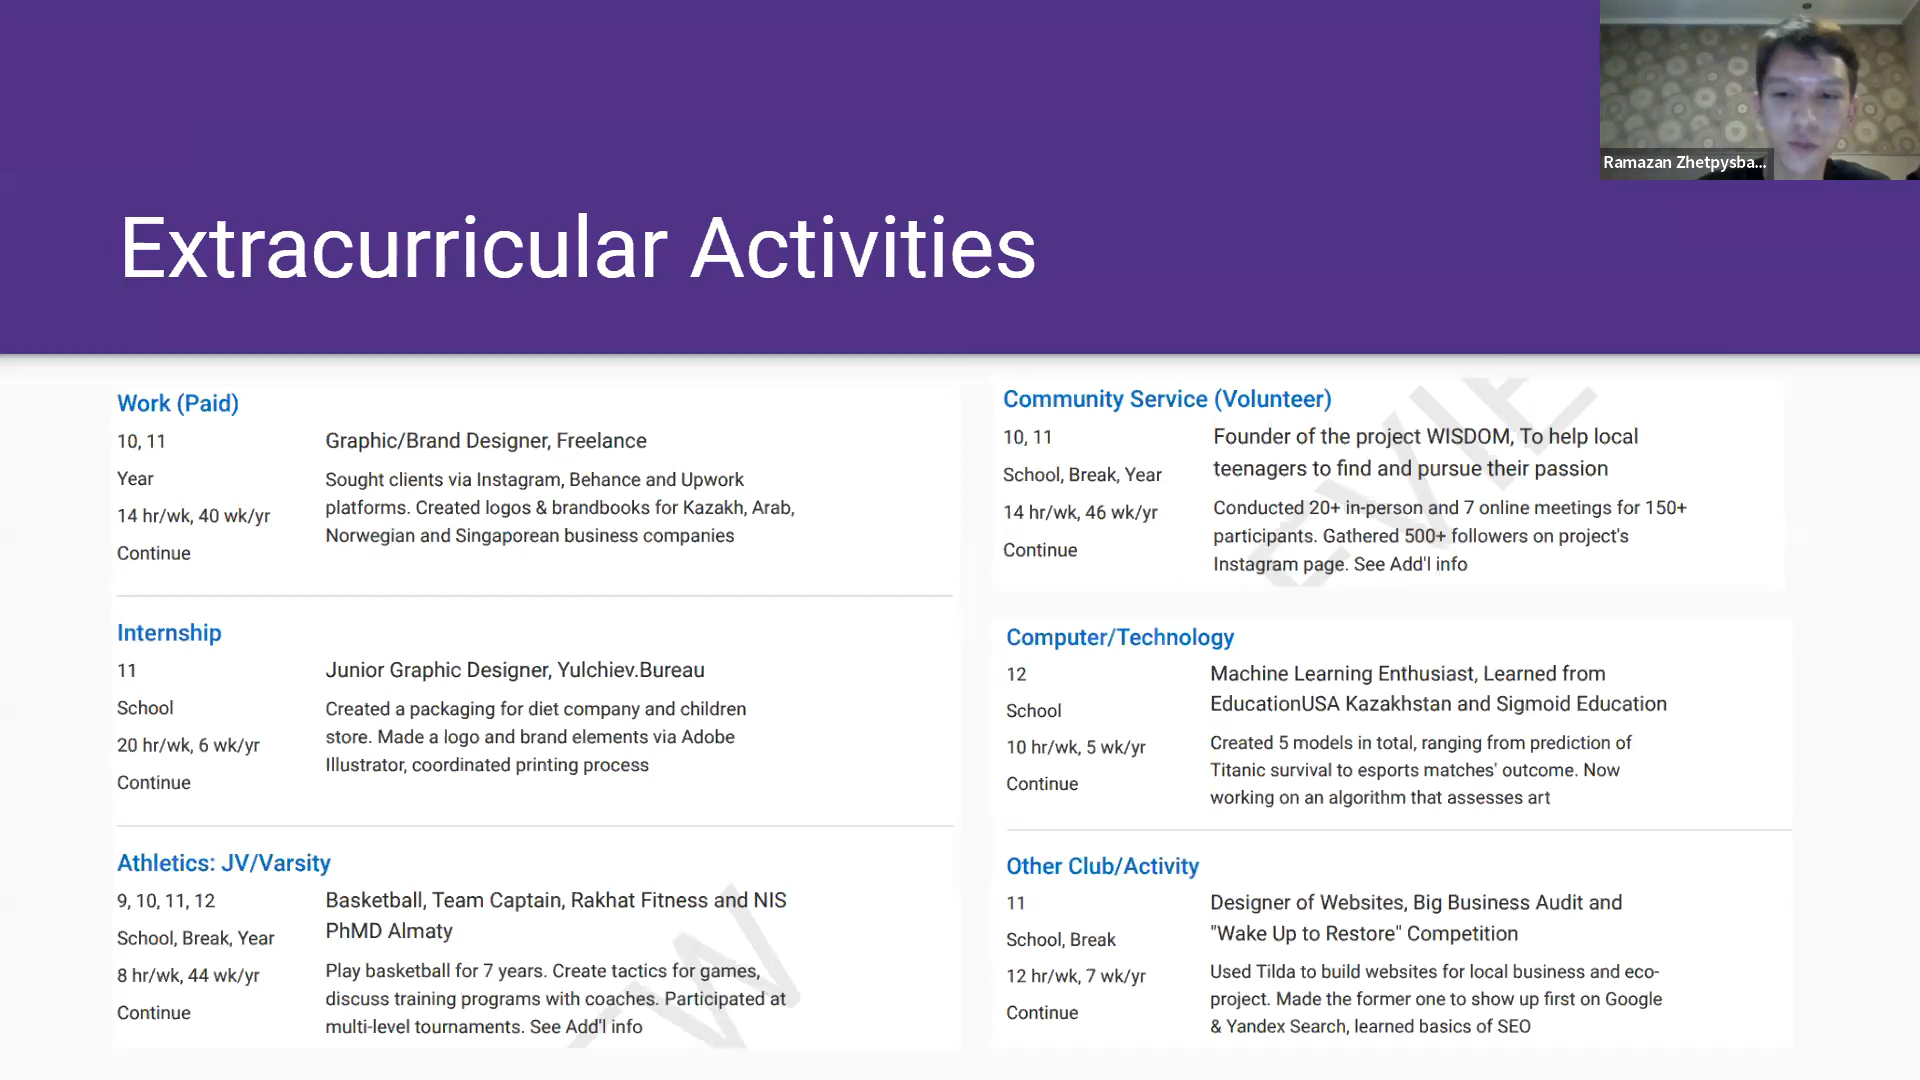 Ramazan Zhetpysba...
Extracurricular Activities
Work (Paid)
10, 11
Year
14 hr/wk, 40 wk/yr
Continue
Graphic/Brand Designer, Freelance
Sought clients via Instagram, Behance and Upwork
platforms. Created logos & brandbooks for Kazakh, Arab,
Norwegian and Singaporean business companies
Internship
11
School
20 hr/wk, 6 wk/yr
Continue
Junior Graphic Designer, Yulchiev.Bureau
Created a packaging for diet company and children
store. Made a logo and brand elements via Adobe
Illustrator, coordinated printing process
Athletics: JV/Varsity
9, 10, 11, 12
School, Break, Year
8 hr/wk, 44 wk/yr
Continue
Basketball, Team Captain, Rakhat Fitness and NIS
PhMD Almaty
Play basketball for 7 years. Create tactics for games,
discuss training programs with coaches. Participated at
multi-level tournaments. See Add'l info
Community Service (Volunteer)
10, 11
School, Break, Year
14 hr/wk, 46 wk/yr
Continue
Founder of the project WISDOM, To help local
teenagers to find and pursue their passion
Conducted 20+ in-person and 7 online meetings for 150+
participants. Gathered 500+ followers on project's
Instagram page. See Add'l info
Computer/Technology
12
School
10 hr/wk, 5 wk/yr
Continue
Machine Learning Enthusiast, Learned from
EducationUSA Kazakhstan and Sigmoid Education
Created 5 models in total, ranging from prediction of
Titanic survival to esports matches' outcome. Now
working on an algorithm that assesses art
Other Club/Activity
11
School, Break
12 hr/wk, 7 wk/yr
Continue
Designer of Websites, Big Business Audit and
"Wake Up to Restore" Competition
Used Tilda to build websites for local business and eco-
project. Made the former one to show up first on Google
& Yandex Search, learned basics of SEO